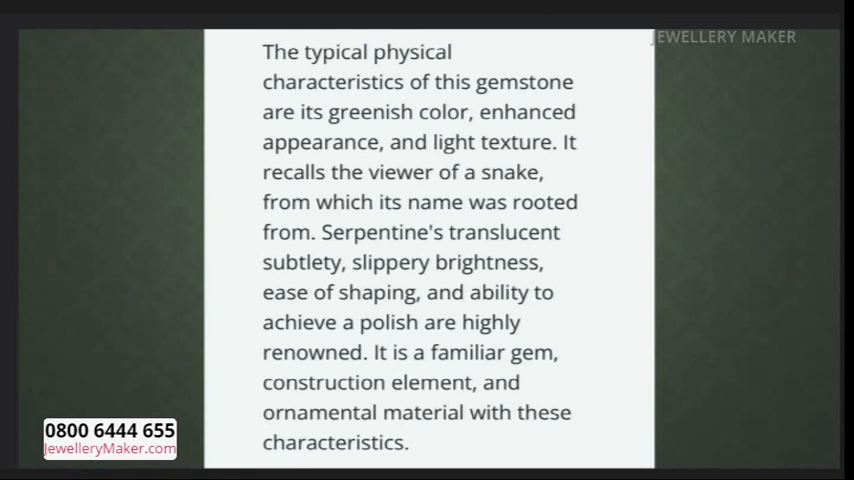 JEWELLERY MAKER
The typical physical
characteristics of this gemstone
are its greenish color, enhanced
appearance, and light texture. It
recalls the viewer of a snake,
from which its name was rooted
from. Serpentine's translucent
subtlety, slippery brightness,
ease of shaping, and ability to
achieve a polish are highly
renowned. It is a familiar gem,
construction element, and
ornamental material with these
characteristics.
0800 6444 655
JewelleryMaker.com